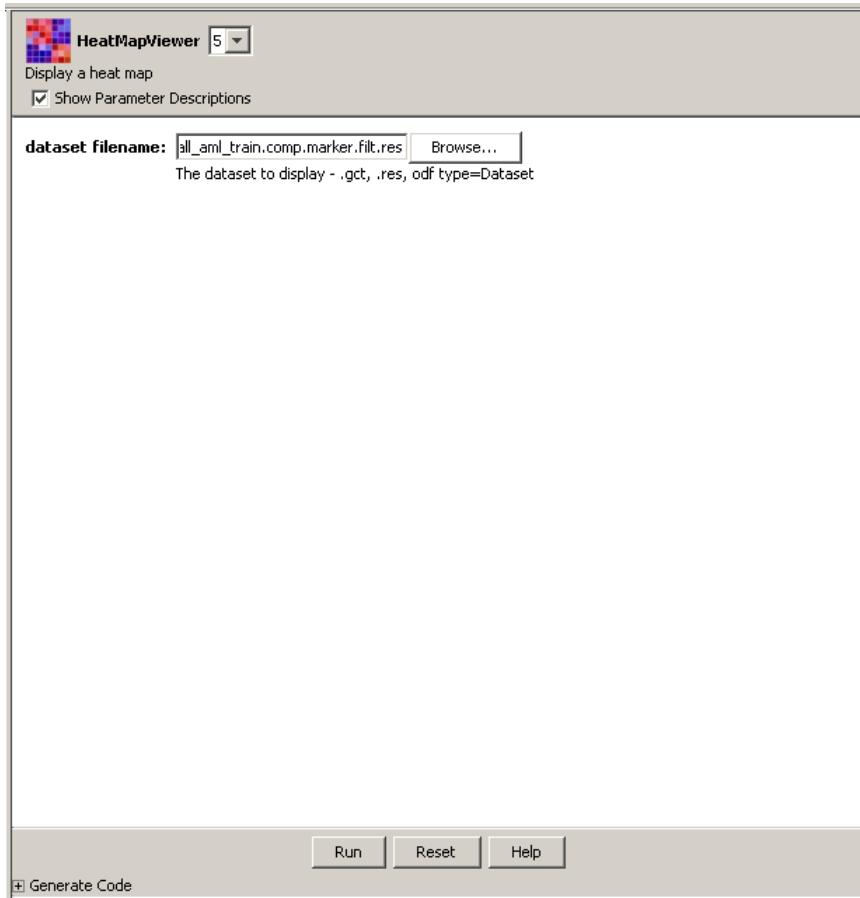 HeatMapViewer 5
Display a heat map
Show Parameter Descriptions
dataset filename: all_aml_train.comp.marker.filt.res Browse...
The dataset to display - .gct, .res, odf type=Dataset
Run Reset Help
Generate Code